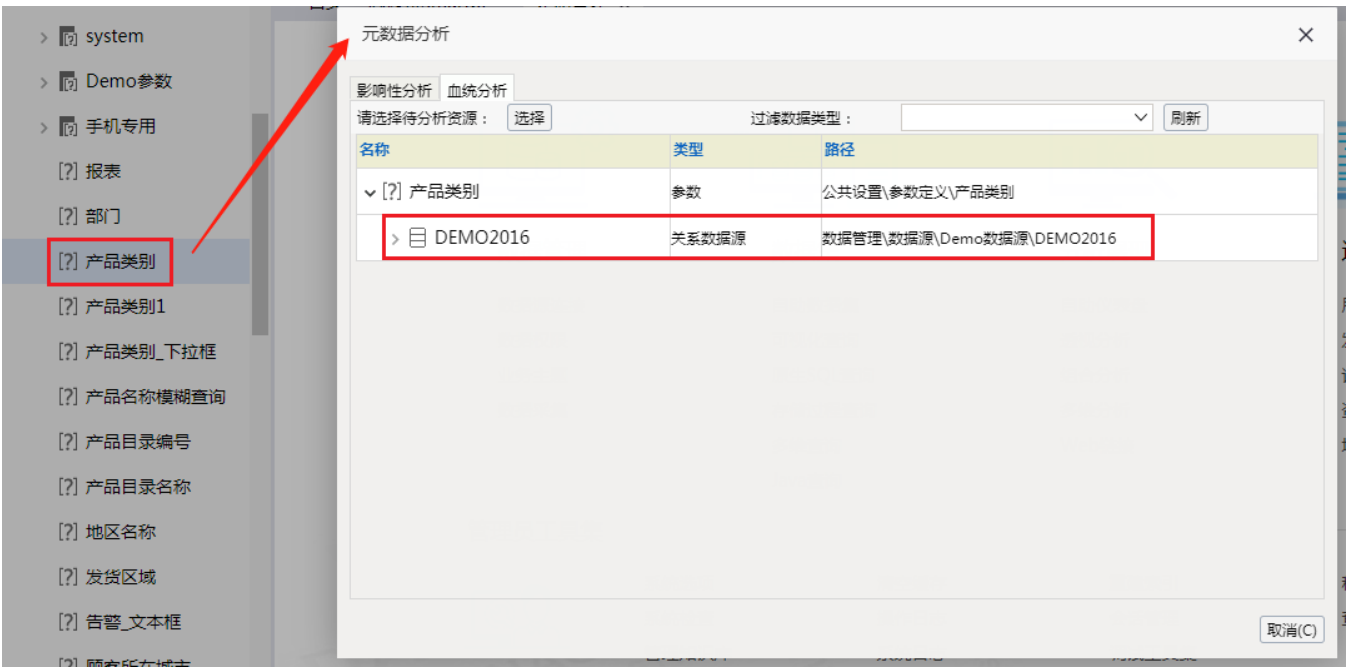 system
Demo参数
手机专用
[?] 报表
[?] 部门
[?] 产品类别
[?] 产品类别1
[?] 产品类别_下拉框
[?] 产品名称模糊查询
[?] 产品目录编号
[?] 产品目录名称
[?] 地区名称
[?] 发货区域
[?] 告警_文本框
元数据分析
影响性分析 血统分析
请选择待分析资源： 选择 过滤数据类型： 刷新
名称 类型 路径
[?] 产品类别 参数 公共设置\参数定义\产品类别
DEMO2016 关系数据源 数据管理\数据源\Demo数据源\DEMO2016
取消(C)